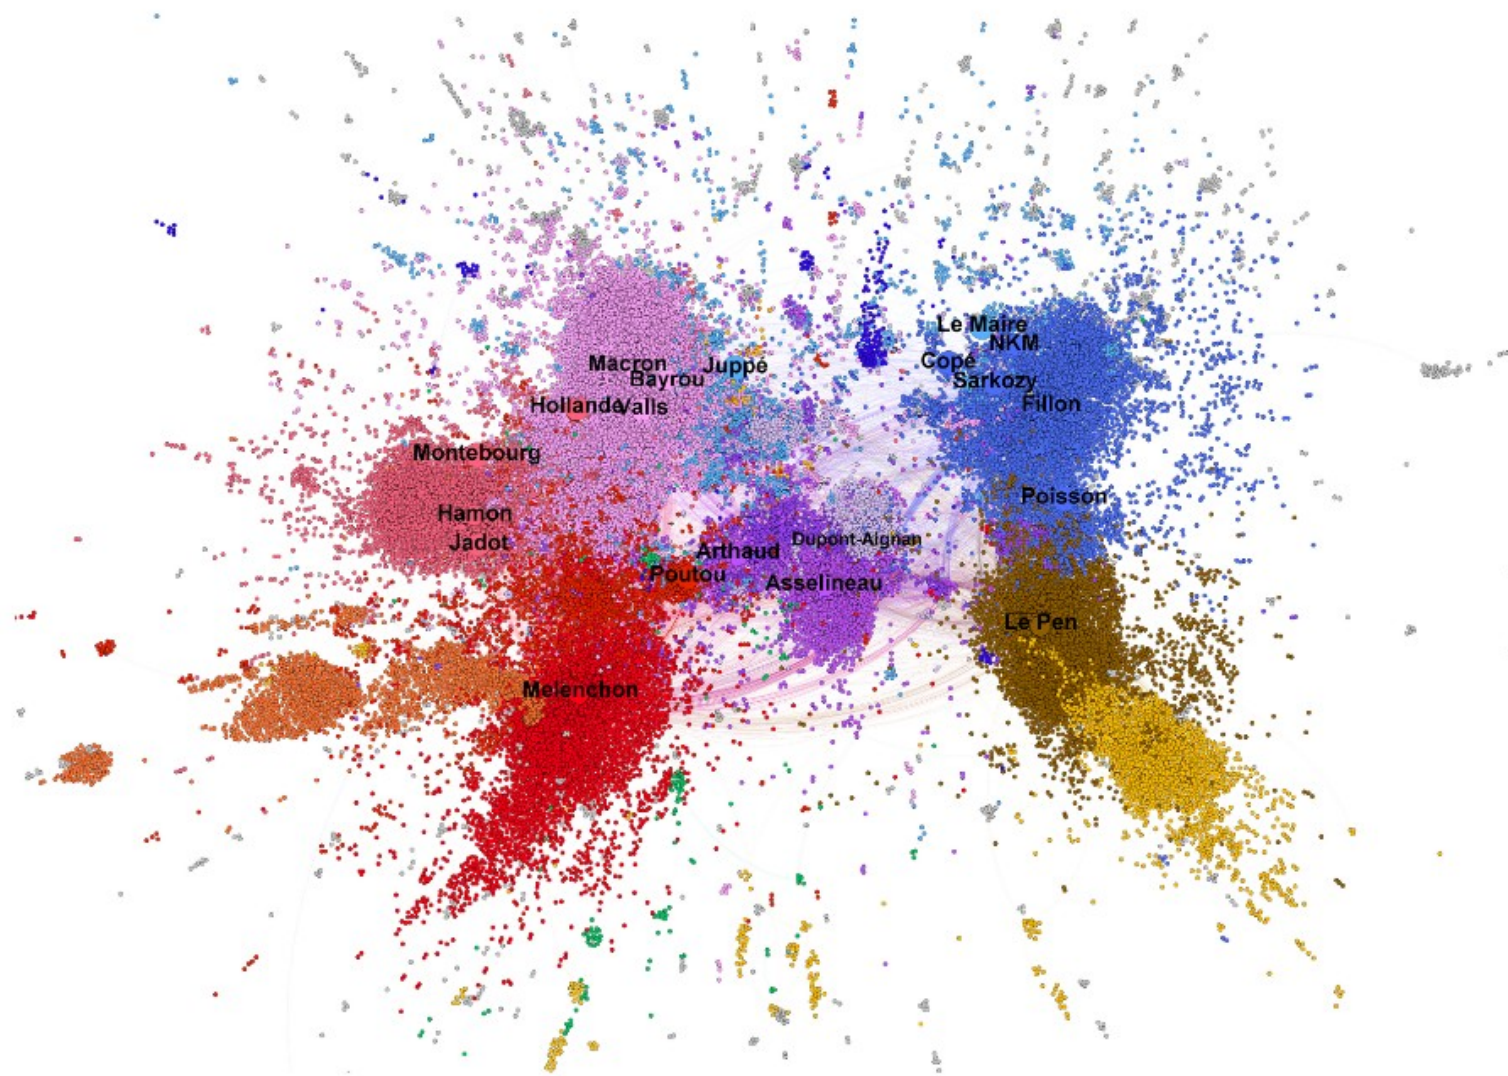 Le Maire
NKM
Macron
Juppé
Copé
Bayrou
Sarkozy
Hollande
Valls
Fillon
Montebourg
Poisson
Hamon
Jadot
Arthaud
Dupont-Aignan
Poutou
Asselineau
Le Pen
Melenchon